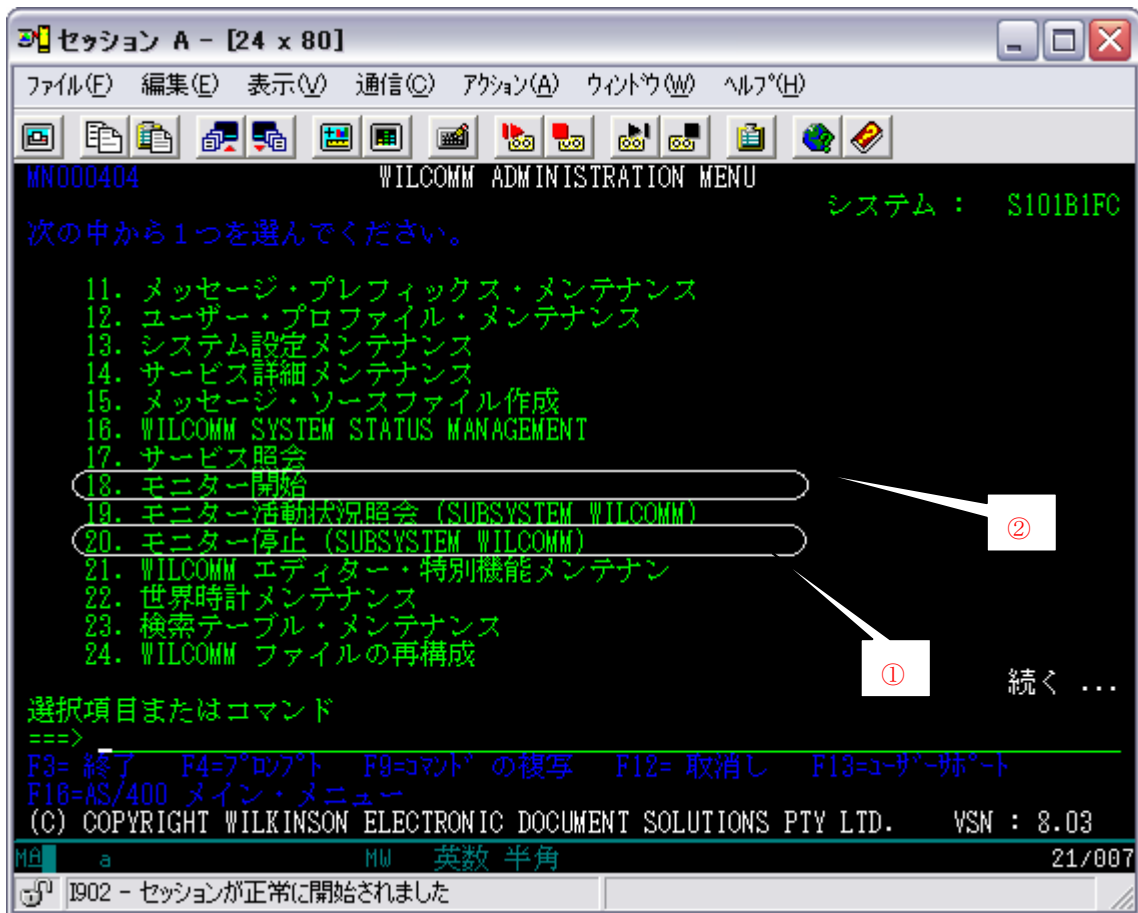 セッション A - [24 x 80]
ファイル(F) 編集(E) 表示(V) 通信(C) アクション(A) ウィンドウ(W) ヘルプ(H)
MN000404 WILCOMM ADMINISTRATION MENU
システム : S101B1FC
次の中から１つを選んでください。
11. メッセージ・プレフィックス・メンテナンス
12. ユーザー・プロファイル・メンテナンス
13. システム設定メンテナンス
14. サービス詳細メンテナンス
15. メッセージ・ソースファイル作成
16. WILCOMM SYSTEM STATUS MANAGEMENT
17. サービス照会
18. モニター開始
19. モニター活動状況照会 (SUBSYSTEM WILCOMM)
②
20. モニター停止 (SUBSYSTEM WILCOMM)
21. WILCOMM エディター・特別機能メンテナン
22. 世界時計メンテナンス
23. 検索テーブル・メンテナンス
24. WILCOMM ファイルの再構成
①
続く ...
選択項目またはコマンド
===>
F3= 終了 F4=ﾌﾟﾛﾝﾌﾟﾄ F9=ｺﾏﾝﾄﾞ の複写 F12= 取消し F13=ﾕｰｻﾞｰｻﾎﾟｰﾄ
F16=AS/400 メイン・メニュー
(C) COPYRIGHT WILKINSON ELECTRONIC DOCUMENT SOLUTIONS PTY LTD. VSN : 8.03
MA a MW 英数 半角 21/007
I902 - セッションが正常に開始されました